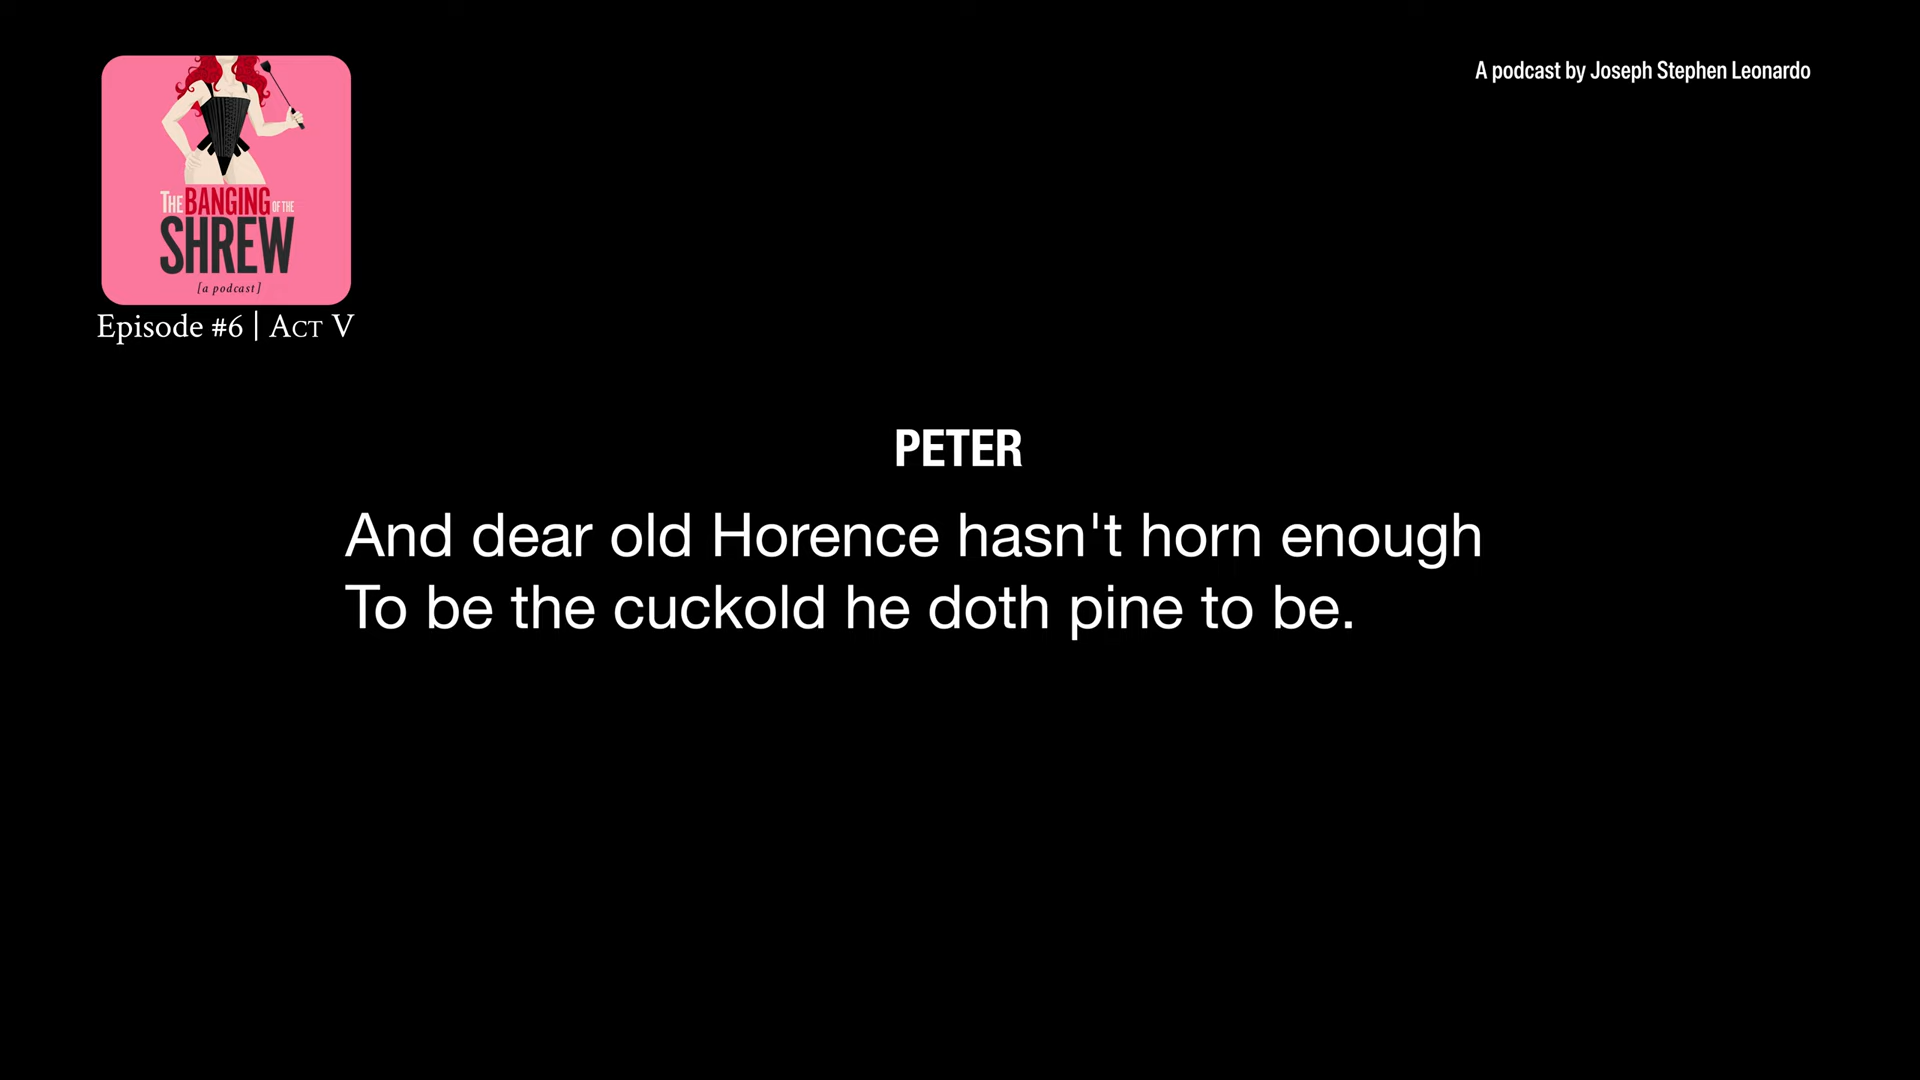 A podcast by Joseph Stephen Leonardo
THE BANGING OF THE
SHREW
[a podcast]
Episode #6 | ACT V
PETER
And dear old Horence hasn't horn enough
To be the cuckold he doth pine to be.